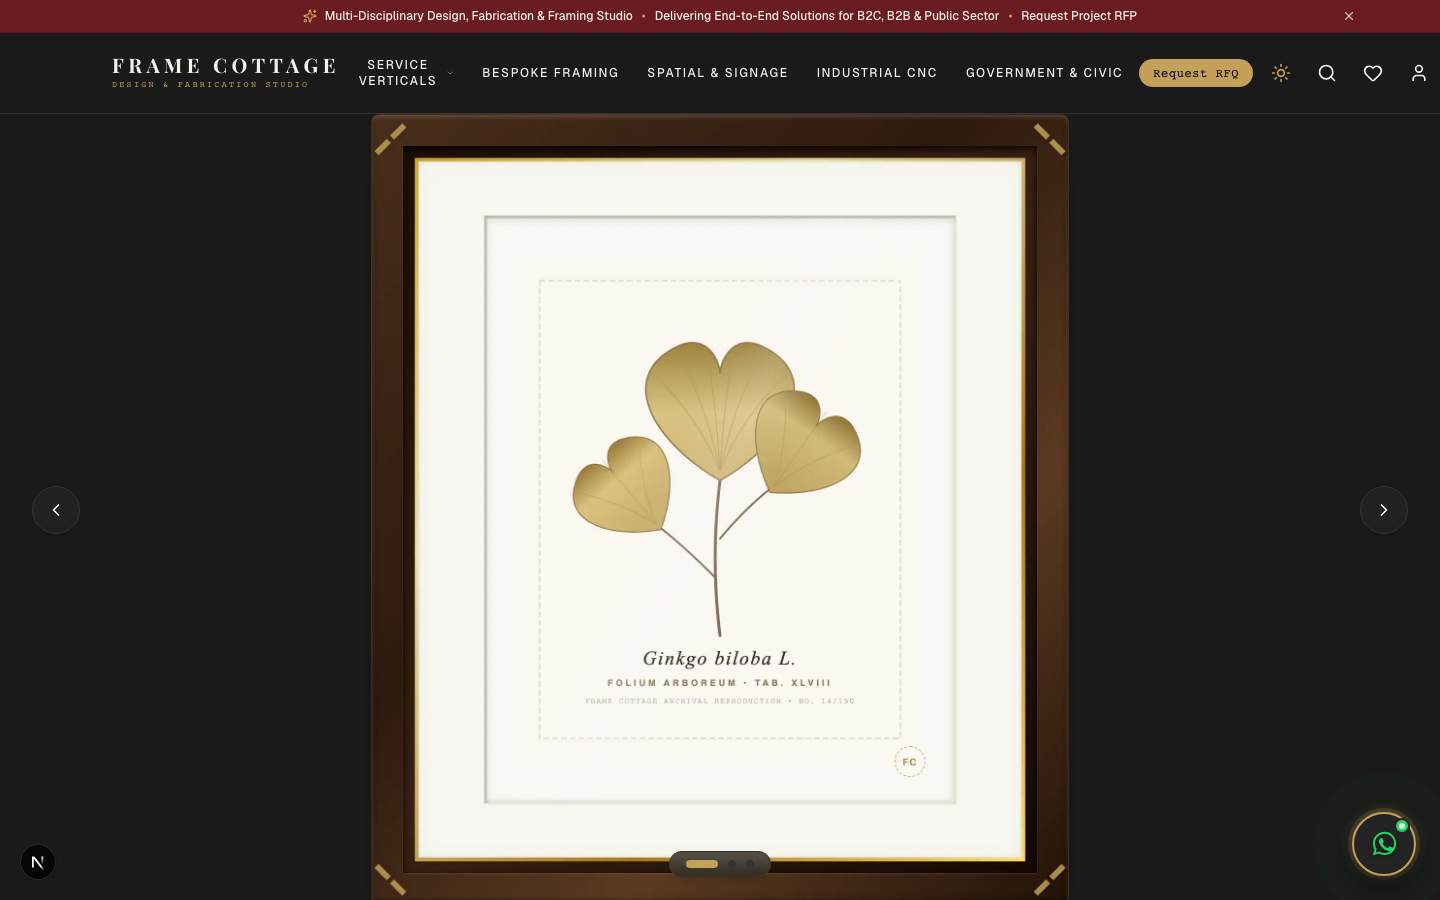 Multi-Disciplinary Design, Fabrication & Framing Studio • Delivering End-to-End Solutions for B2C, B2B & Public Sector • Request Project RFP
FRAME COTTAGE
DESIGN & FABRICATION STUDIO
SERVICE VERTICALS
BESPOKE FRAMING
SPATIAL & SIGNAGE
INDUSTRIAL CNC
GOVERNMENT & CIVIC
Request RFQ
Ginkgo biloba L.
FOLIUM ARBOREUM • TAB. XLVIII
FRAME COTTAGE ARCHIVAL REPRODUCTION • NO. 14/150
FC
N